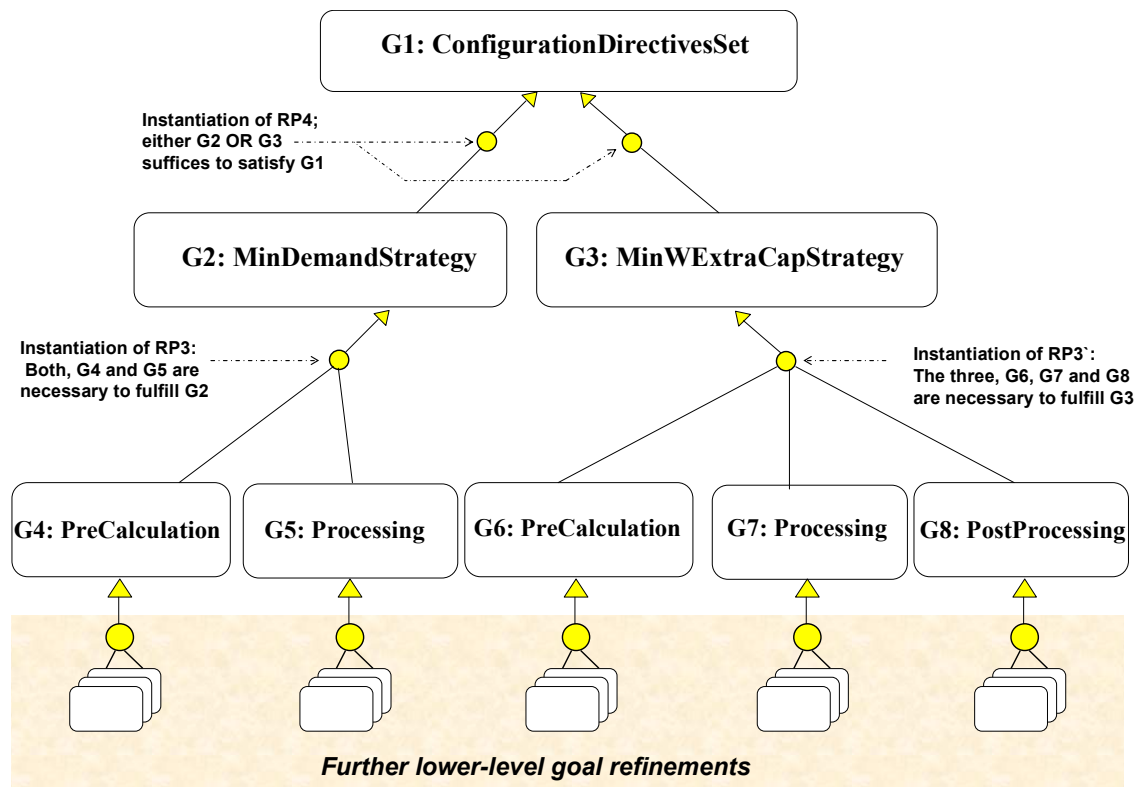 G1: ConfigurationDirectivesSet
Instantiation of RP4;
either G2 OR G3
suffices to satisfy G1
G2: MinDemandStrategy
G3: MinWExtraCapStrategy
Instantiation of RP3:
Both, G4 and G5 are
necessary to fulfill G2
Instantiation of RP3`:
The three, G6, G7 and G8
are necessary to fulfill G3
G4: PreCalculation
G5: Processing
G6: PreCalculation
G7: Processing
G8: PostProcessing
Further lower-level goal refinements